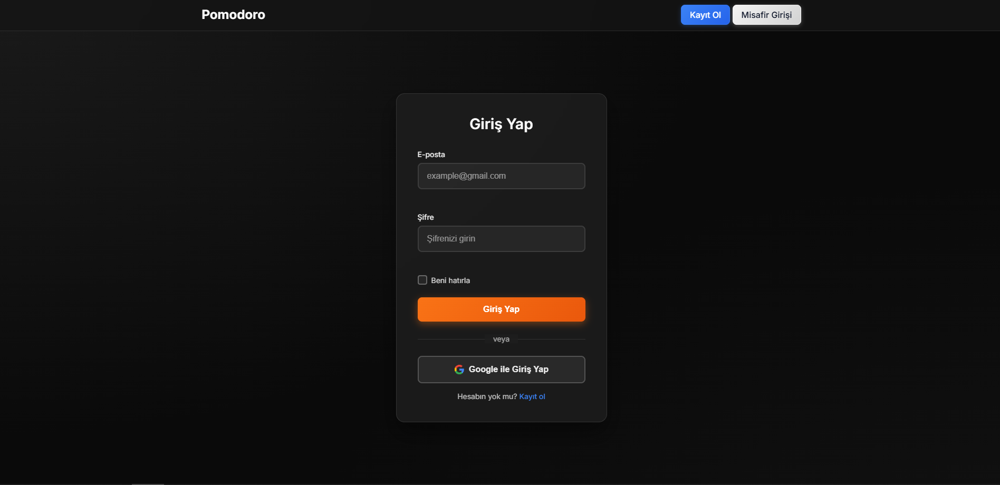 Pomodoro
Kayıt Ol
Misafir Girişi
Giriş Yap
E-posta
example@gmail.com
Şifre
Şifrenizi girin
Beni hatırla
Giriş Yap
veya
Google ile Giriş Yap
Hesabın yok mu? Kayıt ol